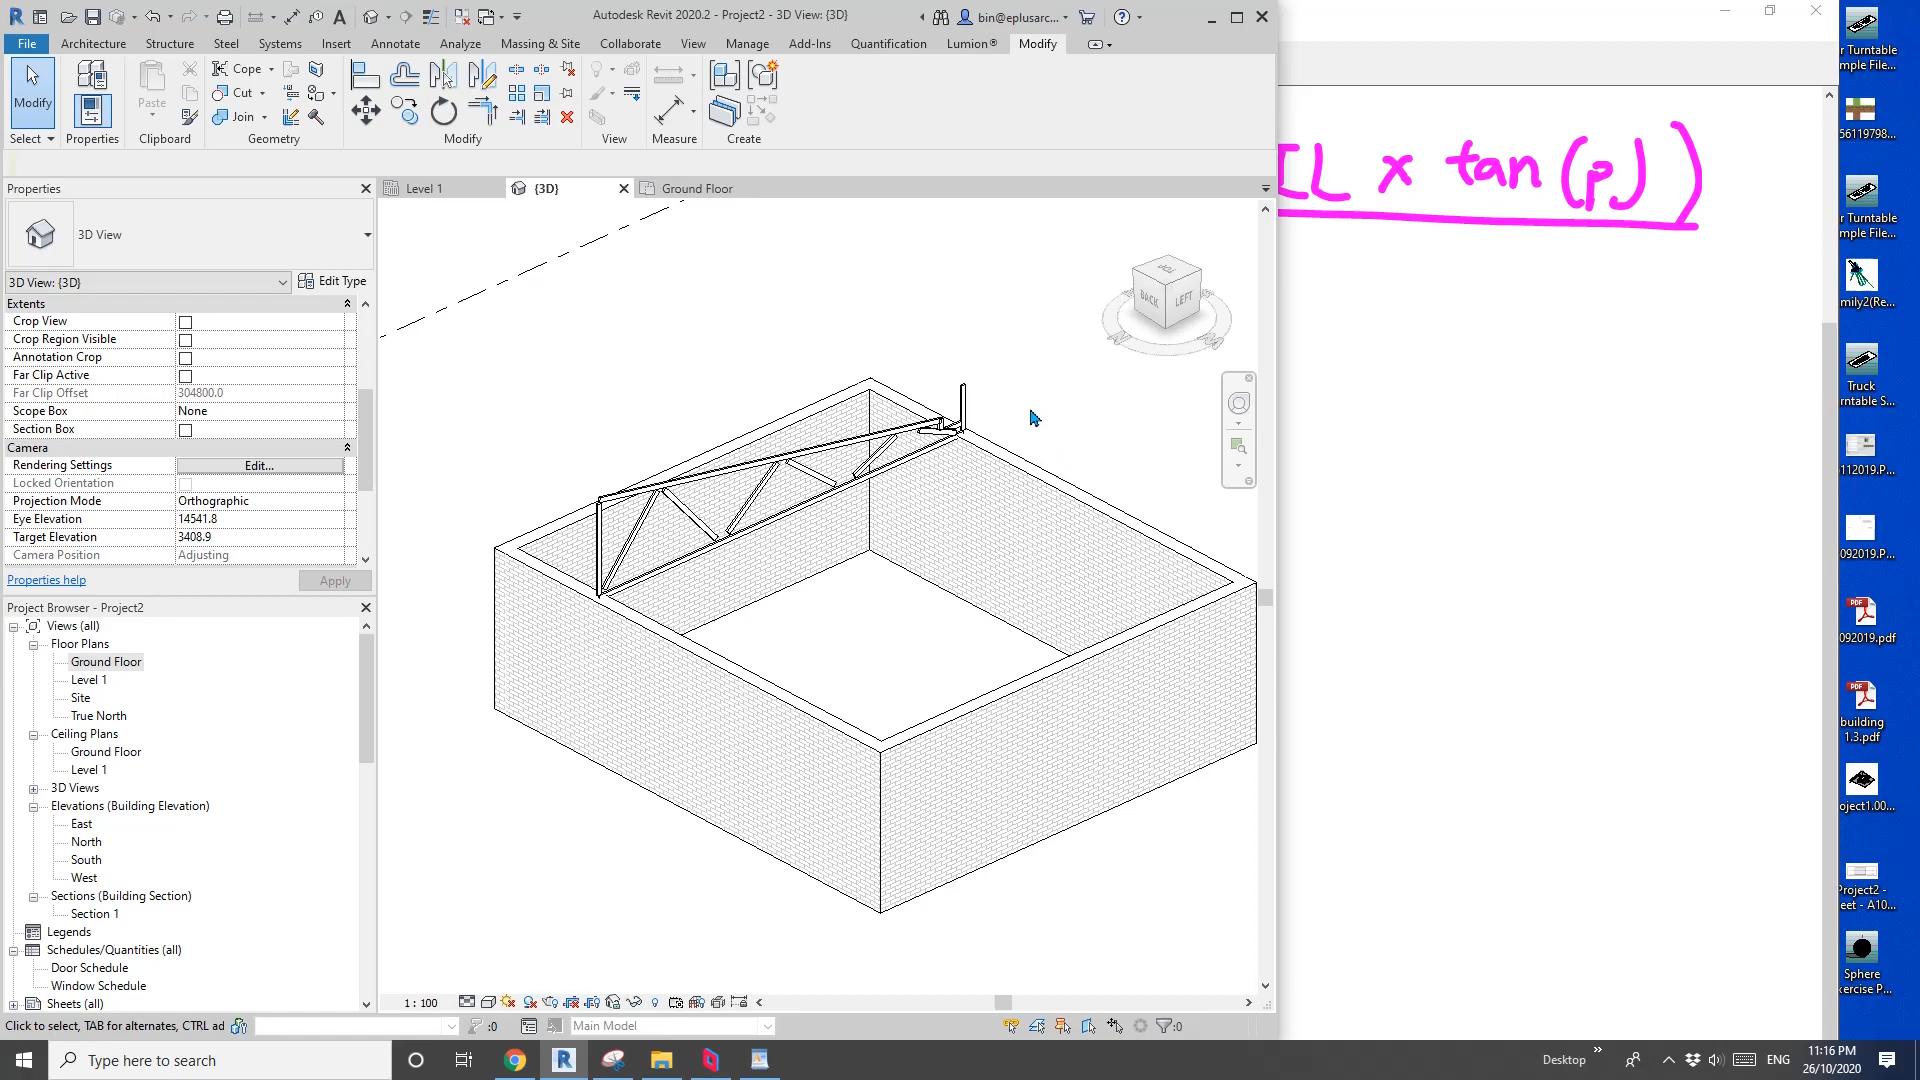 Autodesk Revit 2020.2 - Project2 - 3D View: {3D}
bin@eplusarc...
File Architecture Structure Steel Systems Insert Annotate Analyze Massing & Site Collaborate View Manage Add-Ins Quantification Lumion® Modify
Modify
Paste
Cope
Cut
Join
Select Properties Clipboard Geometry Modify View Measure Create
Properties
Level 1
{3D}
Ground Floor
3D View
3D View: {3D}
Edit Type
Extents
Crop View
Crop Region Visible
Annotation Crop
Far Clip Active
Far Clip Offset 304800.0
Scope Box None
Section Box
Camera
Rendering Settings Edit...
Locked Orientation
Projection Mode Orthographic
Eye Elevation 14541.8
Target Elevation 3408.9
Camera Position Adjusting
Properties help Apply
Project Browser - Project2
Views (all)
Floor Plans
Ground Floor
Level 1
Site
True North
Ceiling Plans
Ground Floor
Level 1
3D Views
Elevations (Building Elevation)
East
North
South
West
Sections (Building Section)
Section 1
Legends
Schedules/Quantities (all)
Door Schedule
Window Schedule
Sheets (all)
TOP
BACK
LEFT
1 : 100
Click to select, TAB for alternates, CTRL ad
:0
Main Model
:0
IL x tan(p))
r Turntable
mple File...
56119798...
r Turntable
mple File...
mily2(Re...
Truck
rntable S...
112019.P...
092019.P...
PDF
092019.pdf
PDF
building
1.3.pdf
oject1.00...
Project2 -
eet - A10...
Sphere
xercise P...
Type here to search
Desktop
ENG
11:16 PM
26/10/2020